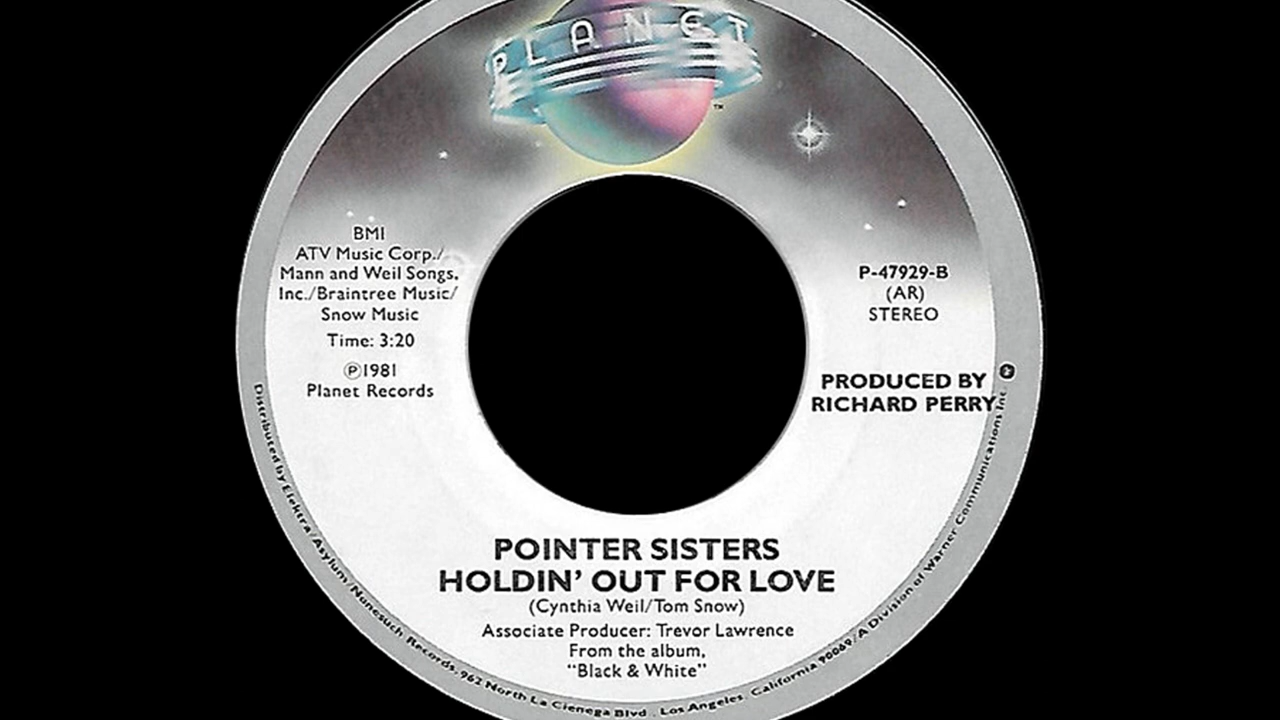 PLANET
TM
BMI
ATV Music Corp./
Mann and Weil Songs,
Inc./Braintree Music/
Snow Music
Time: 3:20
Ⓟ1981
Planet Records
P-47929-B
(AR)
STEREO
PRODUCED BY
RICHARD PERRY
POINTER SISTERS
HOLDIN' OUT FOR LOVE
(Cynthia Weil/Tom Snow)
Associate Producer: Trevor Lawrence
From the album,
"Black & White"
Distributed by Elektra/Asylum/Nonesuch Records, 962 North La Cienega Blvd., Los Angeles, California 90069/A Division of Warner Communications Inc.